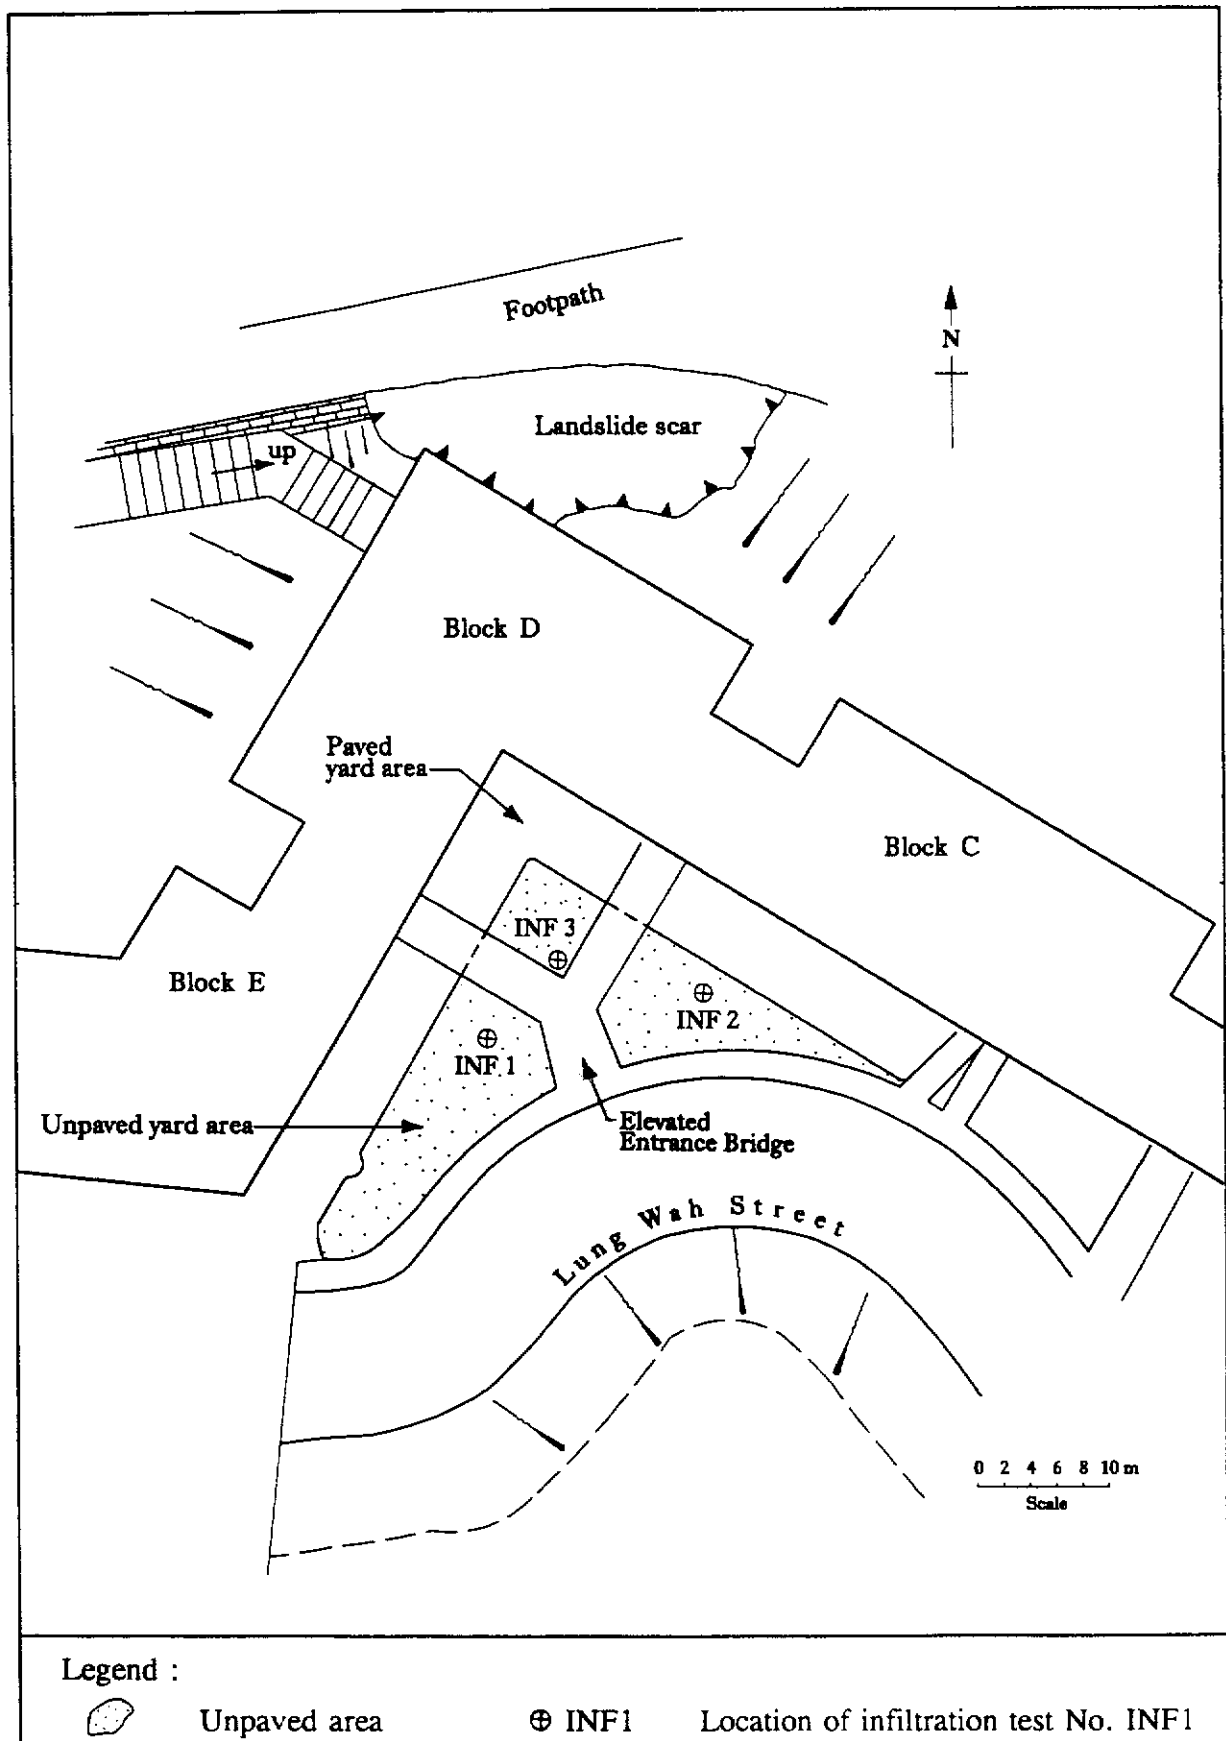 Footpath
N
Landslide scar
up
Block D
Paved
yard area
Block C
INF 3
Block E
INF 2
INF 1
Unpaved yard area
Elevated
Entrance Bridge
Lung Wah Street
0 2 4 6 8 10 m
Scale
Legend :
Unpaved area
INF1
Location of infiltration test No. INF1